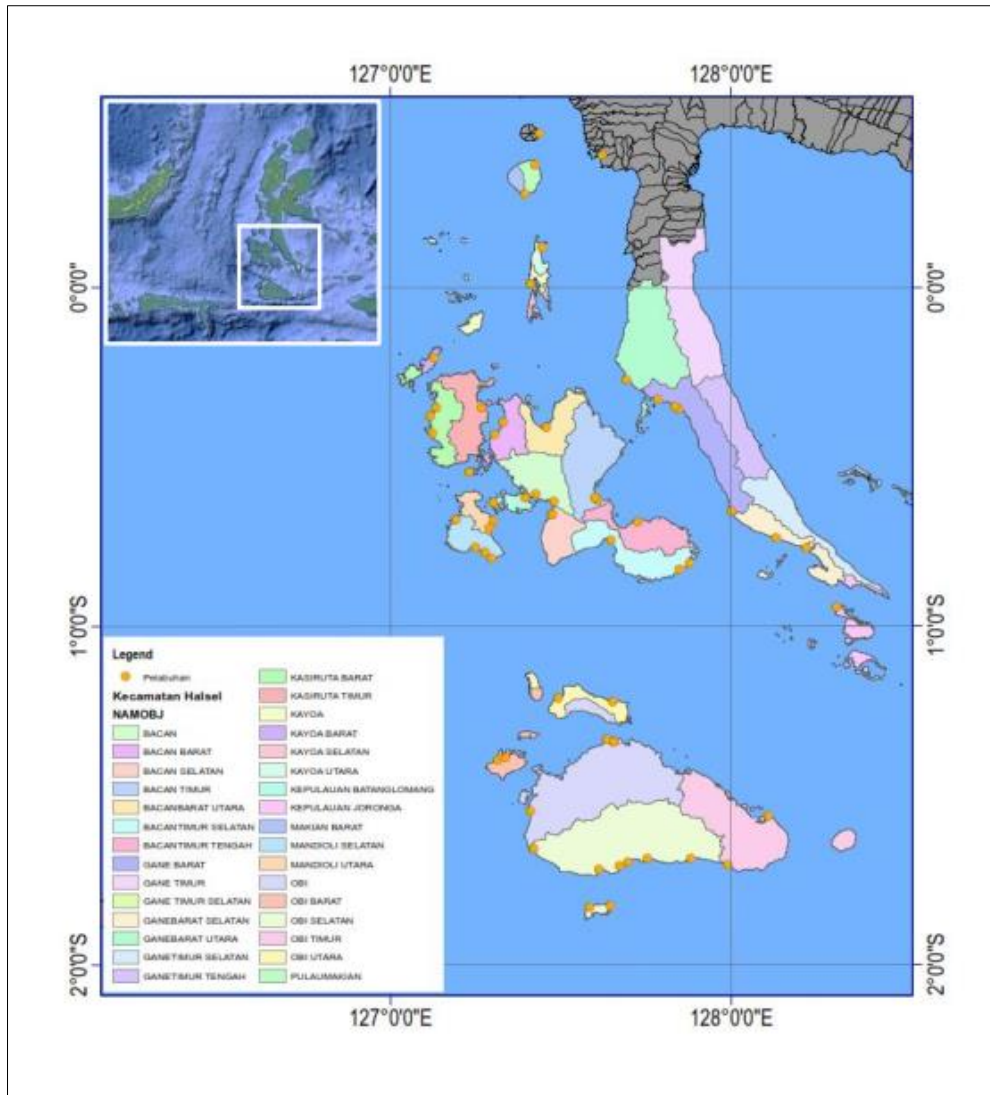 127°0'0"E
128°0'0"E
0°0'0"
0°0'0"
1°0'0"S
1°0'0"S
2°0'0"S
2°0'0"S
Legend
Pelabuhan
Kecamatan Halsel
NAMOBJ
BACAN
BACAN BARAT
BACAN SELATAN
BACAN TIMUR
BACANBARAT UTARA
BACANTIMUR SELATAN
BACANTIMUR TENGAH
GANE BARAT
GANE TIMUR
GANE TIMUR SELATAN
GANEBARAT SELATAN
GANEBARAT UTARA
GANETIMUR SELATAN
GANETIMUR TENGAH
KASIRUTA BARAT
KASIRUTA TIMUR
KAYOA
KAYOA BARAT
KAYOA SELATAN
KAYOA UTARA
KEPULAUAN BATANGLOMANG
KEPULAUAN JORONGA
MAKIAN BARAT
MANDIOLI SELATAN
MANDIOLI UTARA
OBI
OBI BARAT
OBI SELATAN
OBI TIMUR
OBI UTARA
PULAUMAKIAN
127°0'0"E
128°0'0"E